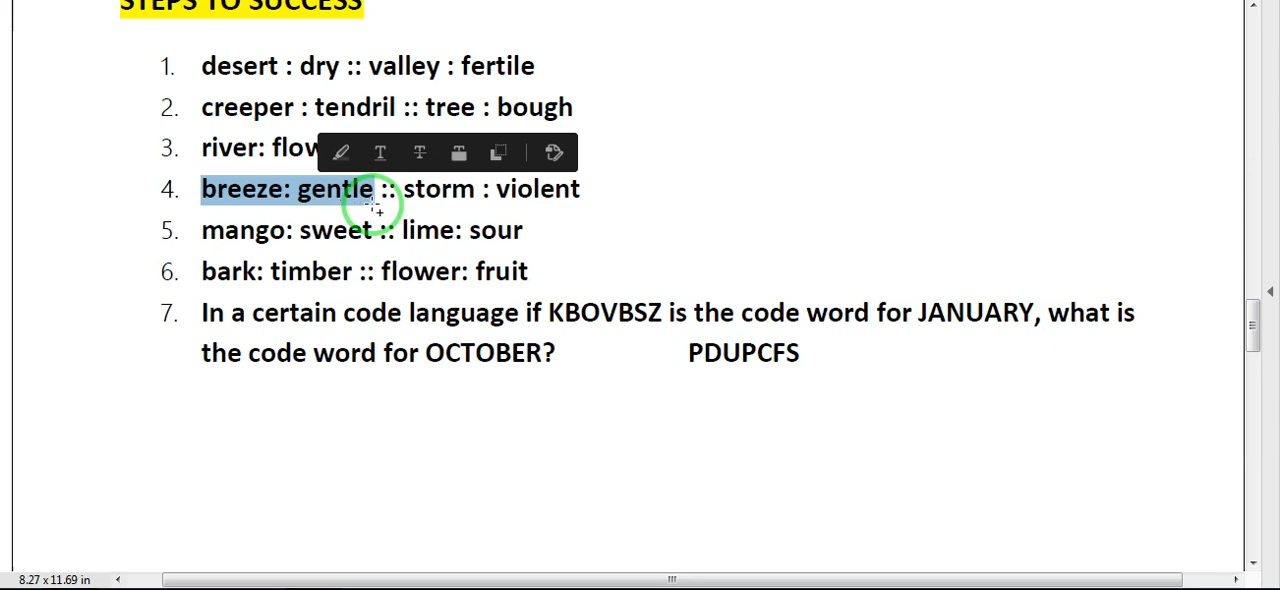 STEPS TO SUCCESS
1. desert : dry :: valley : fertile
2. creeper : tendril :: tree : bough
3. river: flow
4. breeze: gentle :: storm : violent
5. mango: sweet :: lime: sour
6. bark: timber :: flower: fruit
7. In a certain code language if KBOVBSZ is the code word for JANUARY, what is
the code word for OCTOBER? PDUPCFS
8.27 x 11.69 in